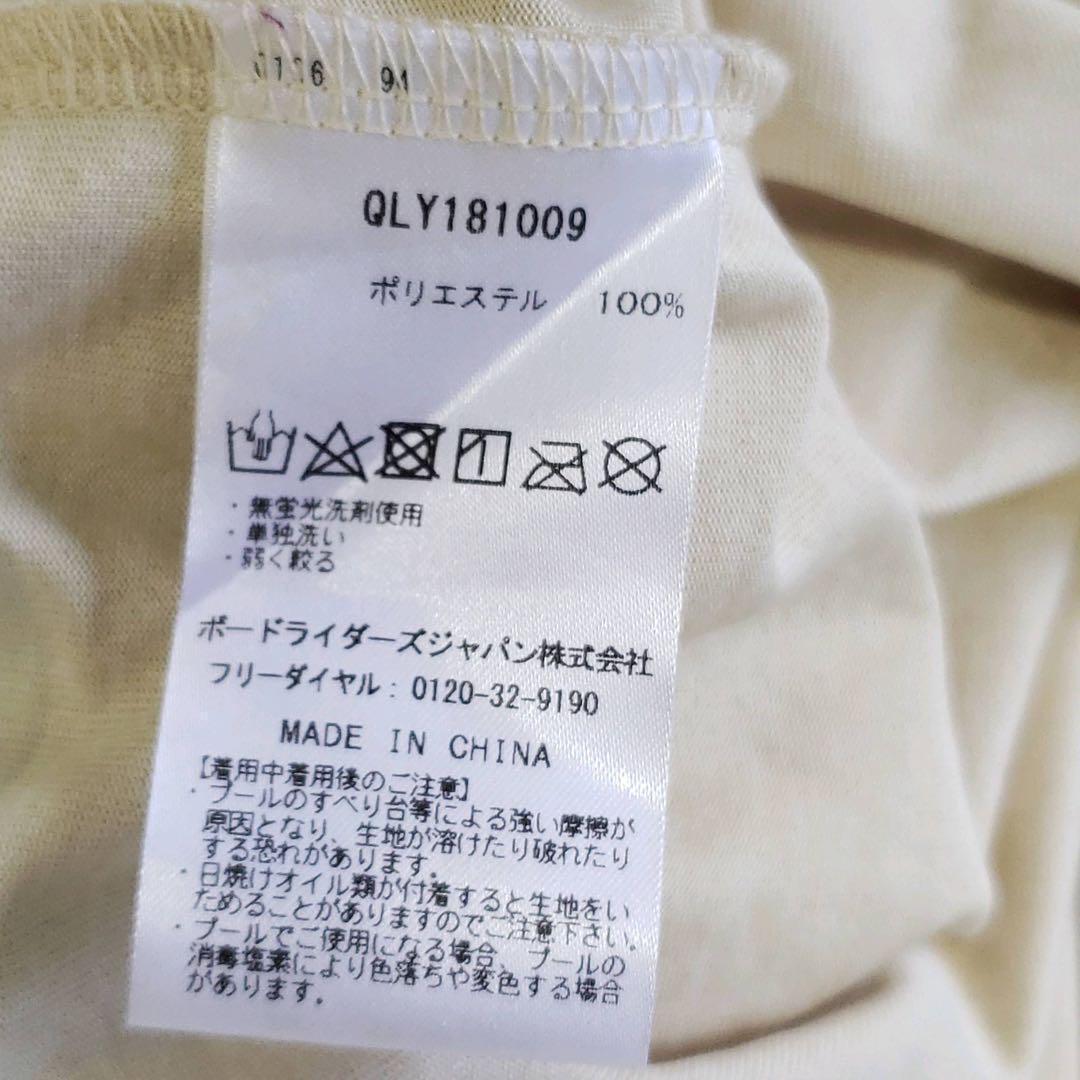 QLY181009
ポリエステル 100%
・無蛍光洗剤使用
・単独洗い
・弱く絞る
ボードライダーズジャパン株式会社
フリーダイヤル：0120-32-9190
MADE IN CHINA
【着用中着用後のご注意】
・プールのすべり台等による強い摩擦が
原因となり、生地が溶けたり破れたり
する恐れがあります。
・日焼けオイル類が付着すると生地をい
ためることがありますのでご注意下さい。
・プールでご使用になる場合、プールの
消毒塩素により色落ちや変色する場合
があります。